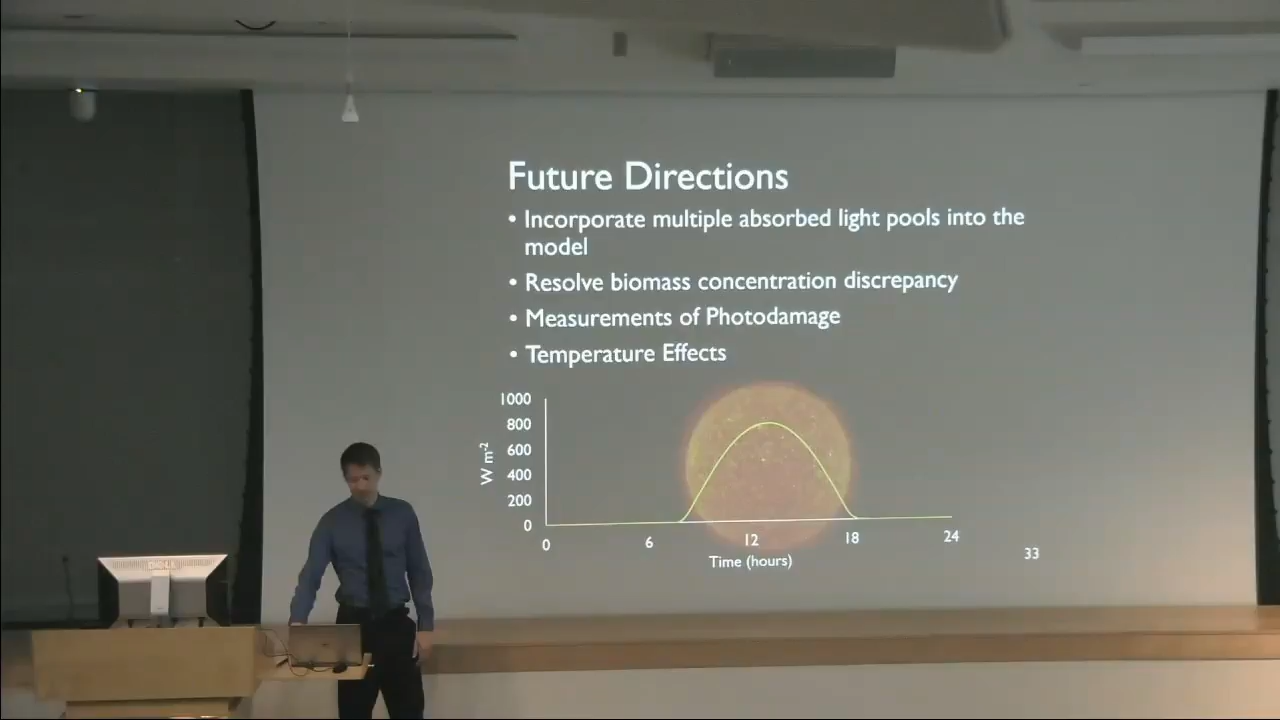 Future Directions
• Incorporate multiple absorbed light pools into the
model
• Resolve biomass concentration discrepancy
• Measurements of Photodamage
• Temperature Effects
1000
800
600
400
200
0
W m⁻²
0 6 12 18 24
Time (hours)
33